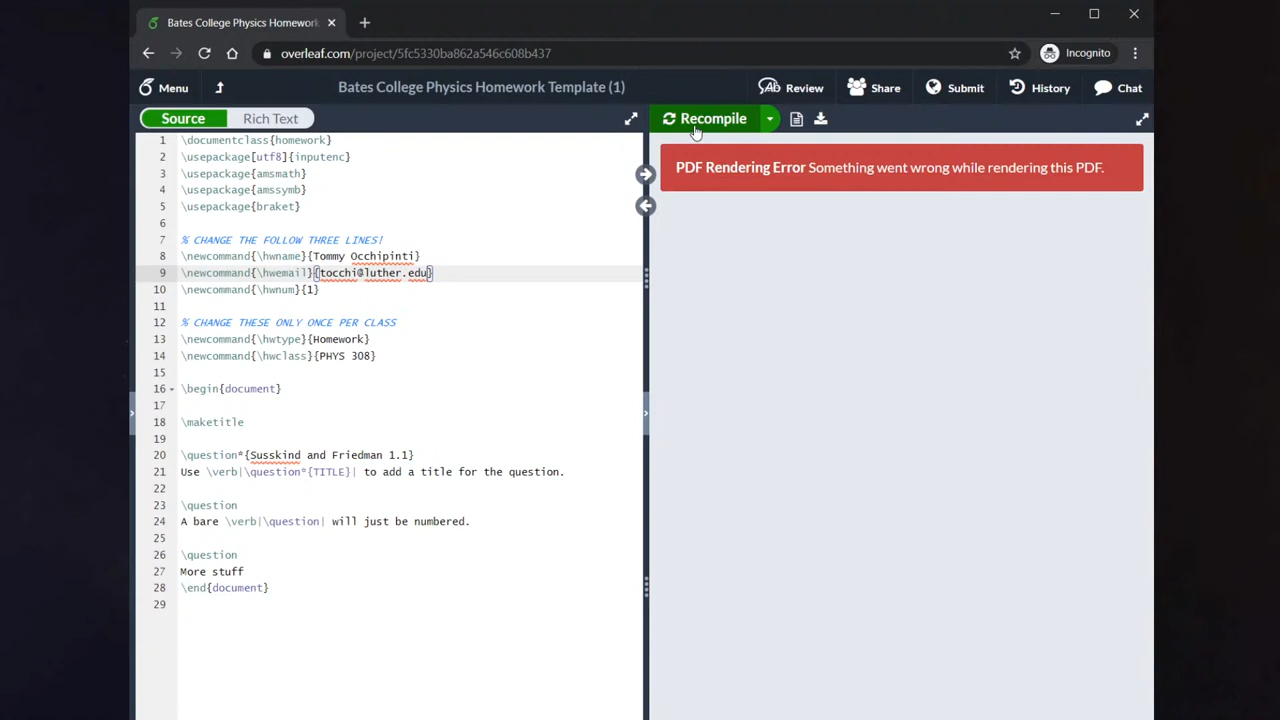 Bates College Physics Homework
overleaf.com/project/5fc5330ba862a546c608b437
Incognito
Menu
Bates College Physics Homework Template (1)
Review
Share
Submit
History
Chat
Source
Rich Text
Recompile
PDF Rendering Error Something went wrong while rendering this PDF.
1 \documentclass{homework}
2 \usepackage[utf8]{inputenc}
3 \usepackage{amsmath}
4 \usepackage{amssymb}
5 \usepackage{braket}
6
7 % CHANGE THE FOLLOW THREE LINES!
8 \newcommand{\hwname}{Tommy Occhipinti}
9 \newcommand{\hwemail}{tocchi@luther.edu}
10 \newcommand{\hwnum}{1}
11
12 % CHANGE THESE ONLY ONCE PER CLASS
13 \newcommand{\hwtype}{Homework}
14 \newcommand{\hwclass}{PHYS 308}
15
16 \begin{document}
17
18 \maketitle
19
20 \question*{Susskind and Friedman 1.1}
21 Use \verb|\question*{TITLE}| to add a title for the question.
22
23 \question
24 A bare \verb|\question| will just be numbered.
25
26 \question
27 More stuff
28 \end{document}
29